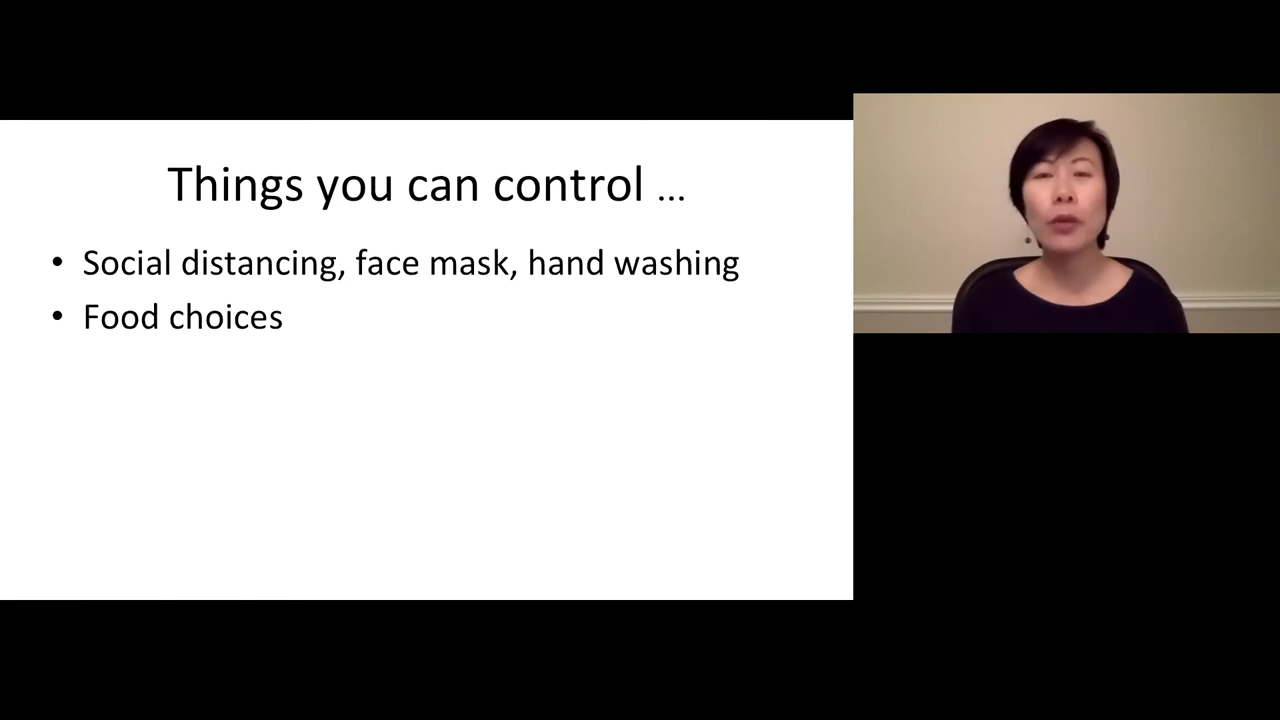 Things you can control ...
• Social distancing, face mask, hand washing
• Food choices